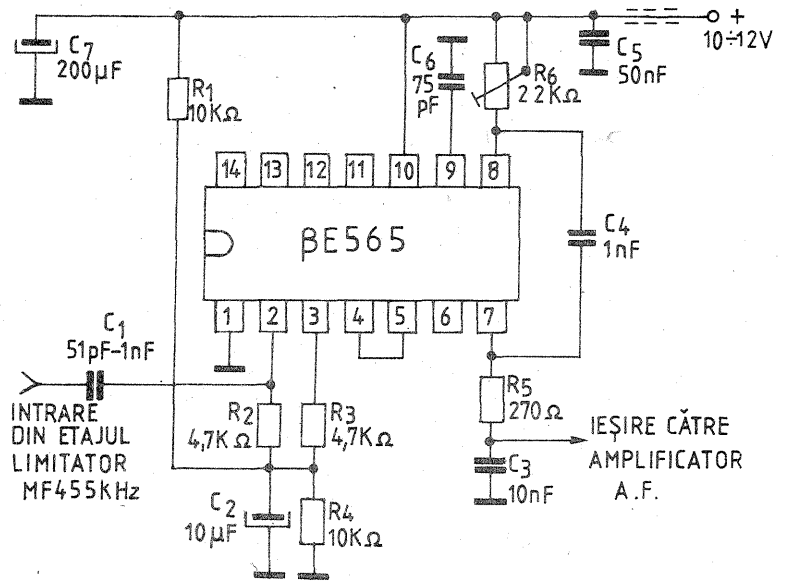 C7
200µF
R1
10KΩ
C6
75
pF
R6
22KΩ
C5
50nF
+
10÷12V
14 13 12 11 10 9 8
βE565
C4
1nF
1 2 3 4 5 6 7
C1
51pF-1nF
INTRARE
DIN ETAJUL
LIMITATOR
MF455KHz
R2
4,7KΩ
R3
4,7KΩ
R5
270Ω
IEȘIRE CĂTRE
AMPLIFICATOR
A.F.
C3
10nF
C2
10µF
R4
10KΩ